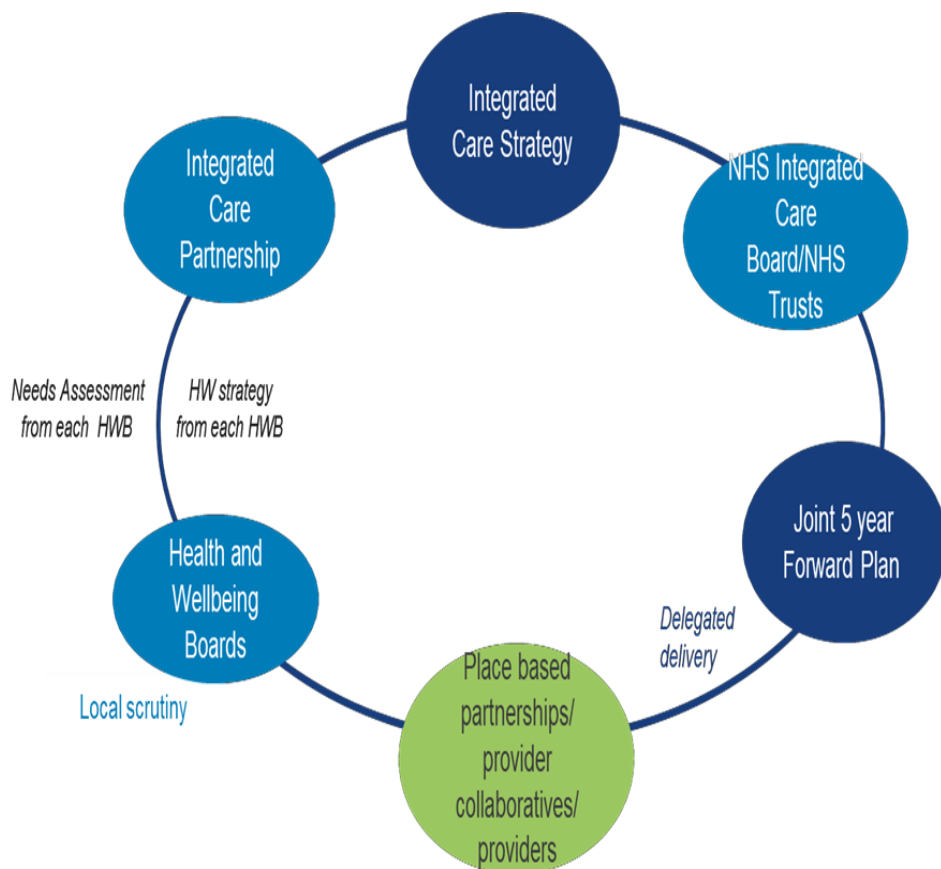 Integrated
Care Strategy
Integrated
Care
Partnership
NHS Integrated
Care
Board/NHS
Trusts
Needs Assessment
from each HWB
HW strategy
from each HWB
Joint 5 year
Forward Plan
Health and
Wellbeing
Boards
Delegated
delivery
Local scrutiny
Place based
partnerships/
provider
collaboratives/
providers